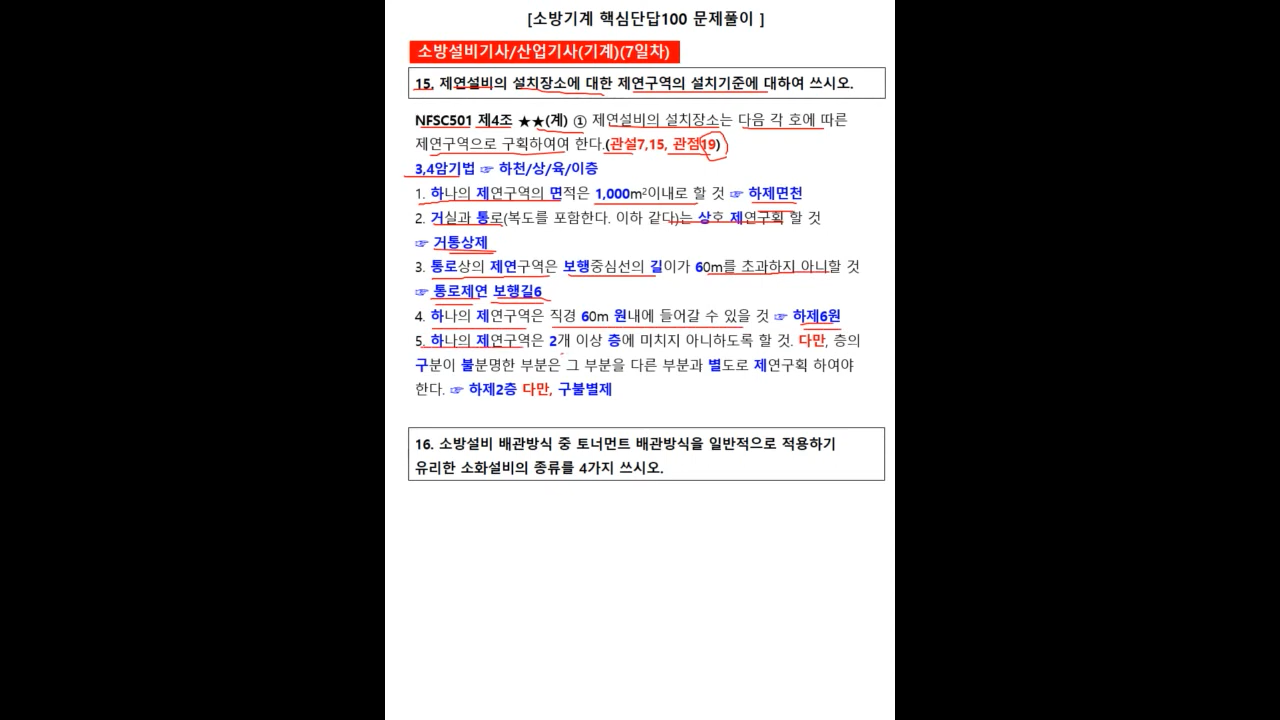 [소방기계 핵심단답100 문제풀이 ]
소방설비기사/산업기사(기계)(7일차)
15. 제연설비의 설치장소에 대한 제연구역의 설치기준에 대하여 쓰시오.
NFSC501 제4조 ★★(계) ① 제연설비의 설치장소는 다음 각 호에 따른
제연구역으로 구획하여여 한다.(관설7,15, 관점19)
3,4암기법 ☞ 하천/상/육/이층
1. 하나의 제연구역의 면적은 1,000m²이내로 할 것 ☞ 하제면천
2. 거실과 통로(복도를 포함한다. 이하 같다)는 상호 제연구획 할 것
☞ 거통상제
3. 통로상의 제연구역은 보행중심선의 길이가 60m를 초과하지 아니할 것
☞ 통로제연 보행길6
4. 하나의 제연구역은 직경 60m 원내에 들어갈 수 있을 것 ☞ 하제6원
5. 하나의 제연구역은 2개 이상 층에 미치지 아니하도록 할 것. 다만, 층의
구분이 불분명한 부분은 그 부분을 다른 부분과 별도로 제연구획 하여야
한다. ☞ 하제2층 다만, 구불별제
16. 소방설비 배관방식 중 토너먼트 배관방식을 일반적으로 적용하기
유리한 소화설비의 종류를 4가지 쓰시오.